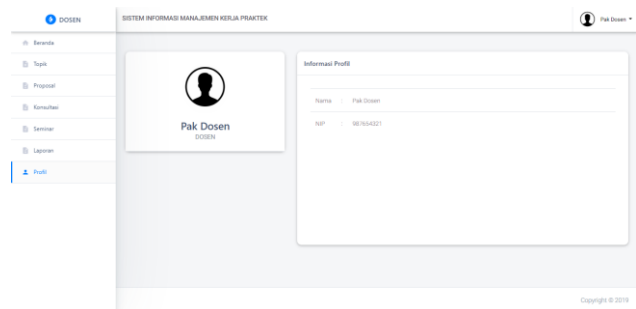 DOSEN
SISTEM INFORMASI MANAJEMEN KERJA PRAKTEK
Pak Dosen
Beranda
Topik
Proposal
Konsultasi
Seminar
Laporan
Profil
Pak Dosen
DOSEN
Informasi Profil
Nama : Pak Dosen
NIP : 987654321
Copyright © 2019